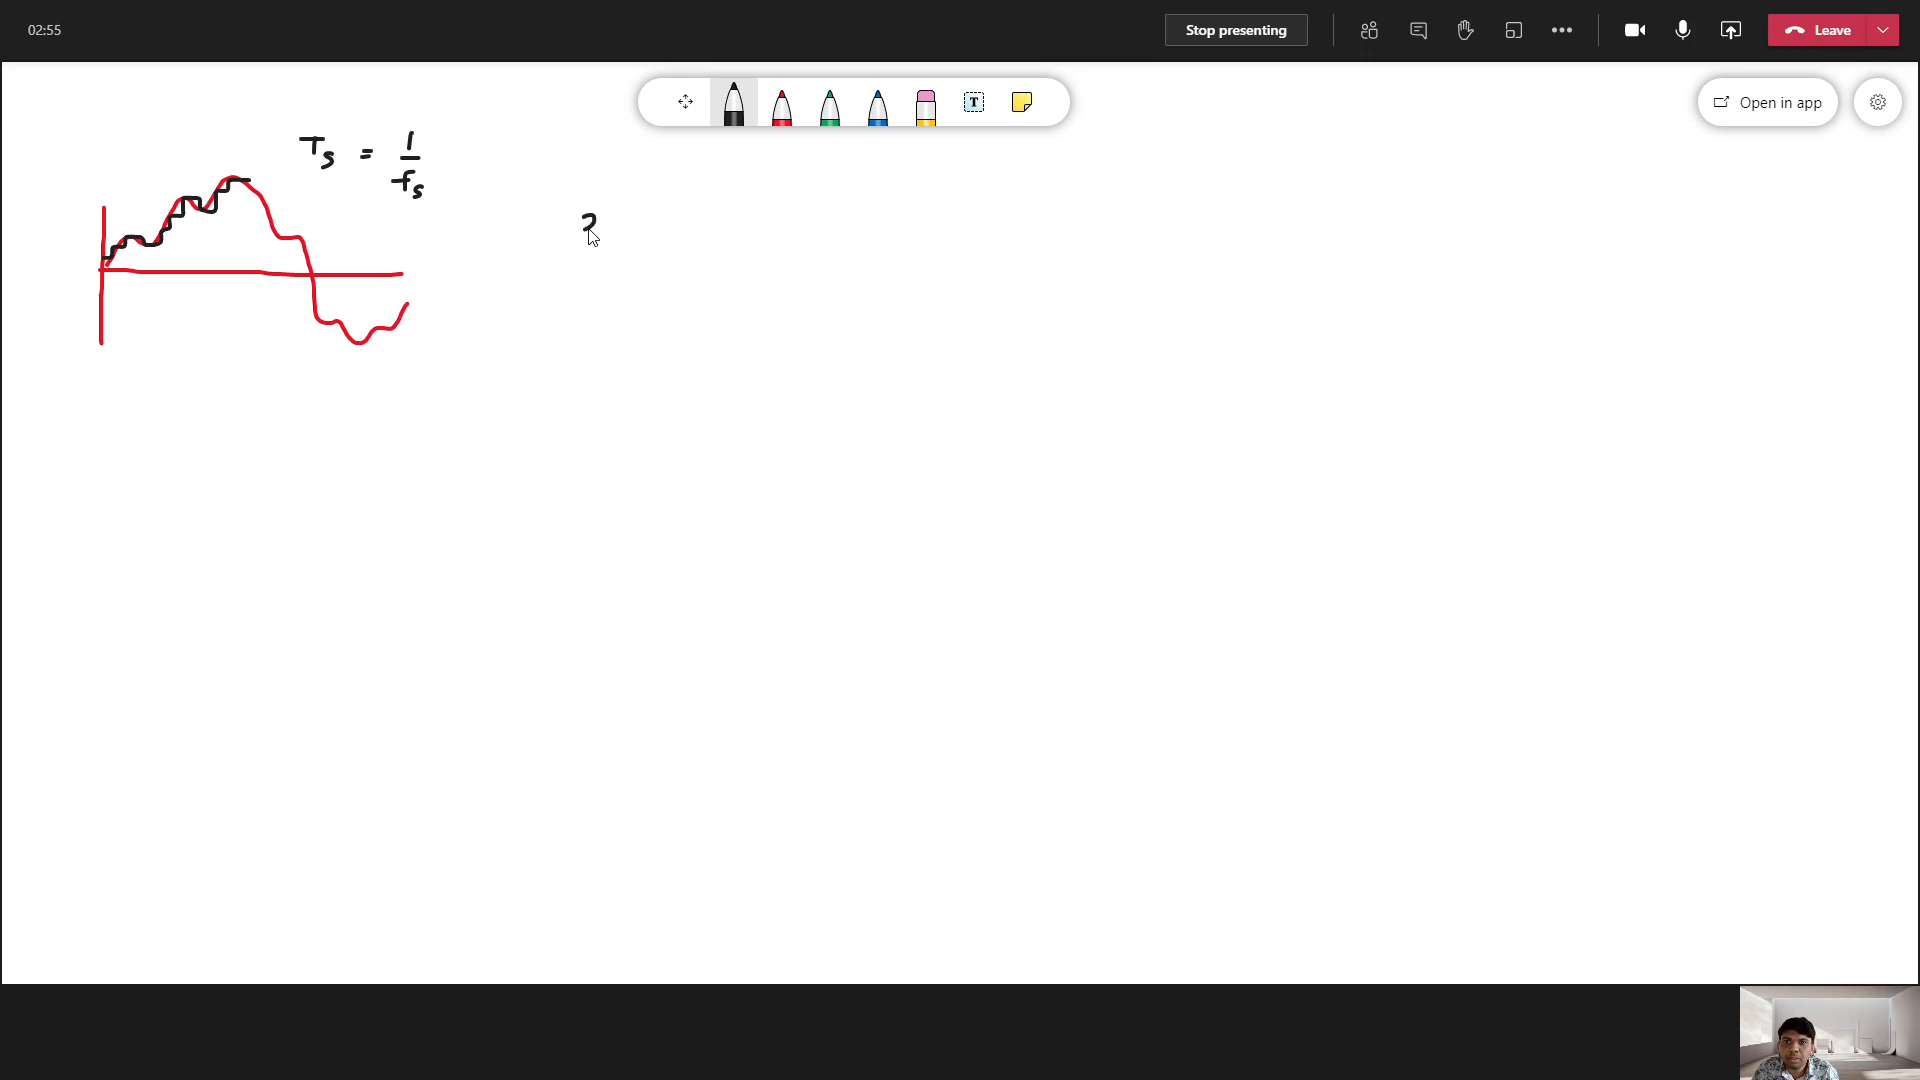 02:55
Stop presenting
Leave
T
Open in app
Ts = 1/fs